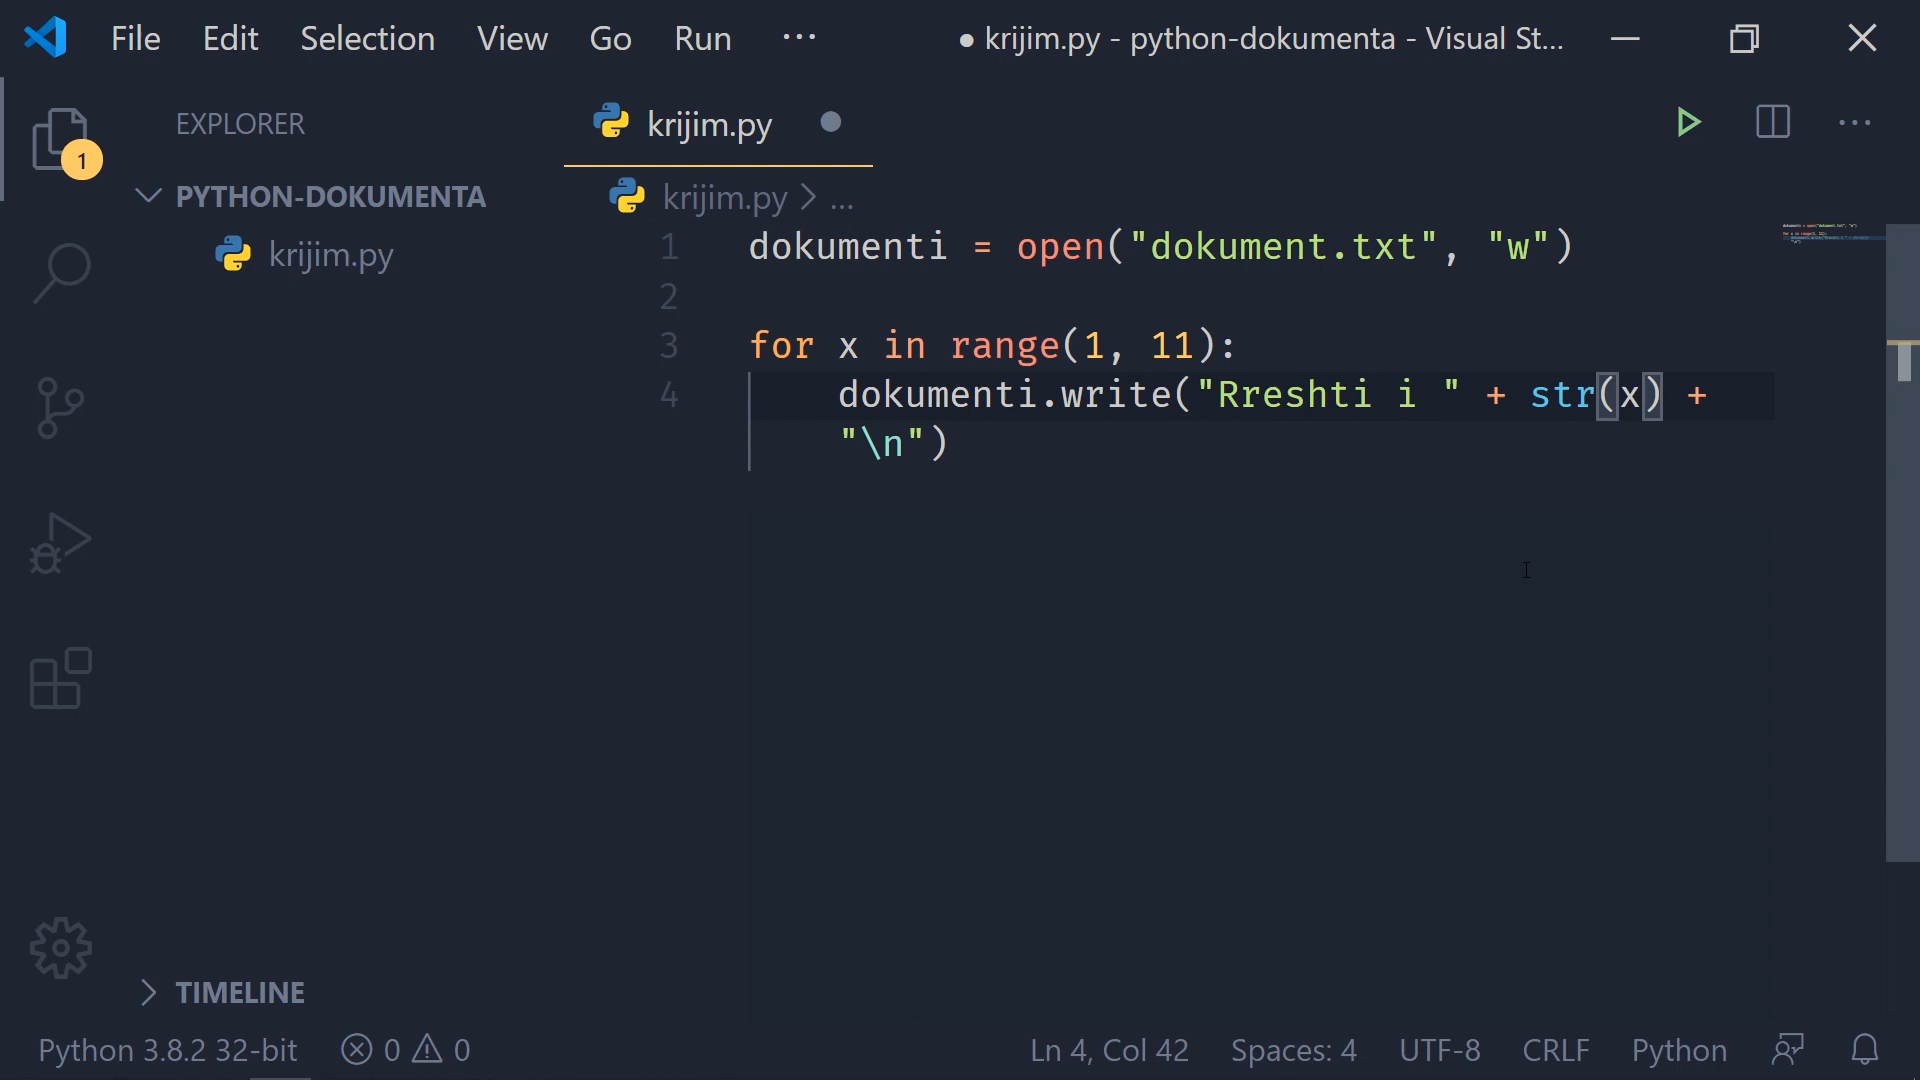 File Edit Selection View Go Run ··· ● krijim.py - python-dokumenta - Visual St...
EXPLORER
1
PYTHON-DOKUMENTA
krijim.py
krijim.py
krijim.py > ...
1 dokumenti = open("dokument.txt", "w")
2
3 for x in range(1, 11):
4 dokumenti.write("Rreshti i " + str(x) +
"\n")
TIMELINE
Python 3.8.2 32-bit 0 0 Ln 4, Col 42 Spaces: 4 UTF-8 CRLF Python